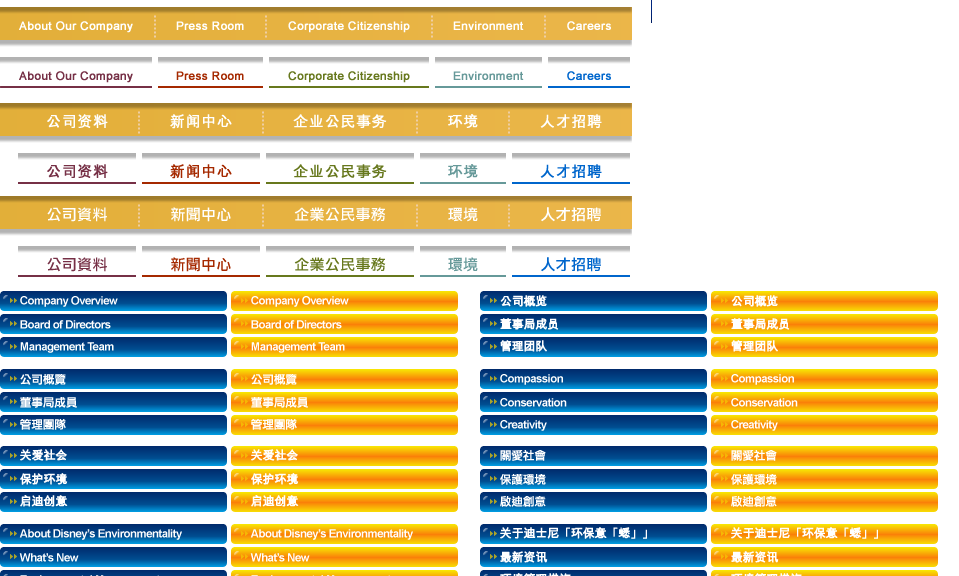 About Our Company Press Room Corporate Citizenship Environment Careers
About Our Company Press Room Corporate Citizenship Environment Careers
公司资料 新闻中心 企业公民事务 环境 人才招聘
公司资料 新闻中心 企业公民事务 环境 人才招聘
公司資料 新聞中心 企業公民事務 環境 人才招聘
公司資料 新聞中心 企業公民事務 環境 人才招聘
Company Overview Company Overview 公司概览 公司概览
Board of Directors Board of Directors 董事局成员 董事局成员
Management Team Management Team 管理团队 管理团队
公司概覽 公司概覽 Compassion Compassion
董事局成員 董事局成員 Conservation Conservation
管理團隊 管理團隊 Creativity Creativity
关爱社会 关爱社会 關愛社會 關愛社會
保护环境 保护环境 保護環境 保護環境
启迪创意 启迪创意 啟迪創意 啟迪創意
About Disney's Environmentality About Disney's Environmentality 关于迪士尼「环保意「蟋」」 关于迪士尼「环保意「蟋」」
What's New What's New 最新资讯 最新资讯